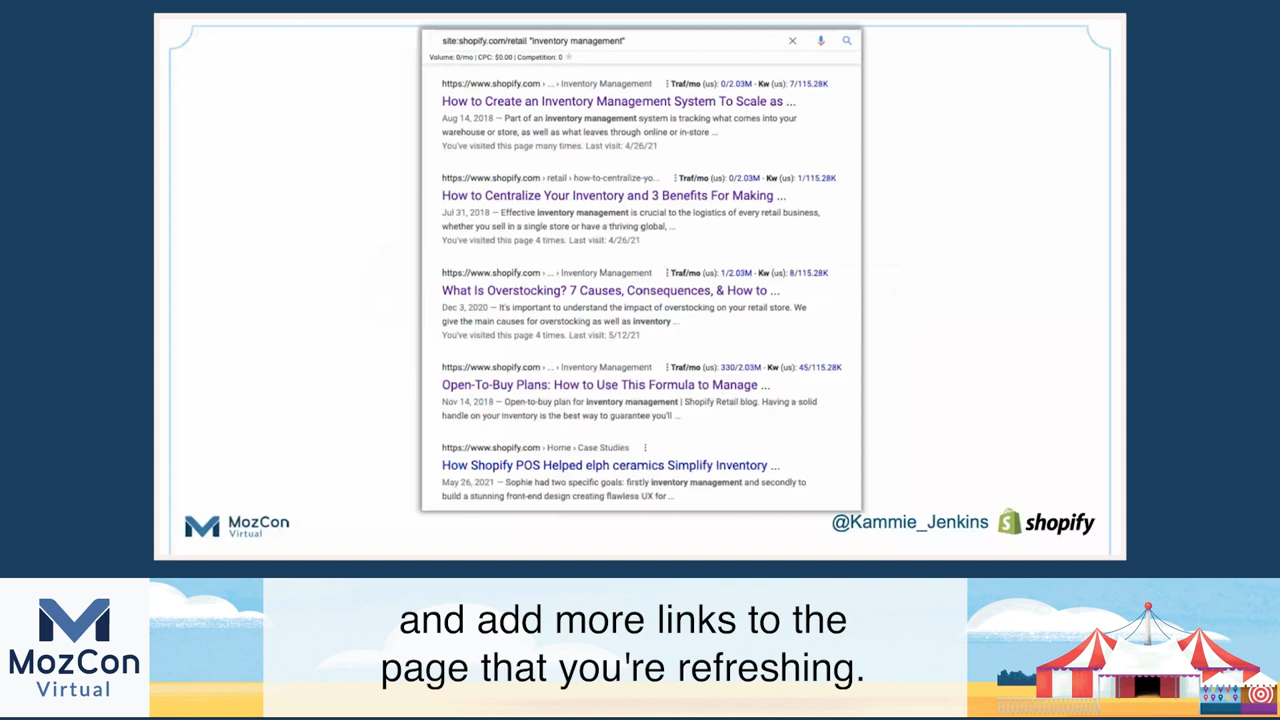 site:shopify.com/retail "inventory management"
Volume: 0/mo | CPC: $0.00 | Competition: 0
https://www.shopify.com › ... › Inventory Management Traf/mo (us): 0/2.03M - Kw (us): 7/115.28K
How to Create an Inventory Management System To Scale as ...
Aug 14, 2018 — Part of an inventory management system is tracking what comes into your
warehouse or store, as well as what leaves through online or in-store ...
You've visited this page many times. Last visit: 4/26/21
https://www.shopify.com › retail › how-to-centralize-yo... Traf/mo (us): 0/2.03M - Kw (us): 1/115.28K
How to Centralize Your Inventory and 3 Benefits For Making ...
Jul 31, 2018 — Effective inventory management is crucial to the logistics of every retail business,
whether you sell in a single store or have a thriving global, ...
You've visited this page 4 times. Last visit: 4/26/21
https://www.shopify.com › ... › Inventory Management Traf/mo (us): 1/2.03M - Kw (us): 8/115.28K
What Is Overstocking? 7 Causes, Consequences, & How to ...
Dec 3, 2020 — It's important to understand the impact of overstocking on your retail store. We
give the main causes for overstocking as well as inventory ...
You've visited this page 4 times. Last visit: 5/12/21
https://www.shopify.com › ... › Inventory Management Traf/mo (us): 330/2.03M - Kw (us): 45/115.28K
Open-To-Buy Plans: How to Use This Formula to Manage ...
Nov 14, 2018 — Open-to-buy plan for inventory management | Shopify Retail blog. Having a solid
handle on your inventory is the best way to guarantee you'll ...
https://www.shopify.com › Home › Case Studies
How Shopify POS Helped elph ceramics Simplify Inventory ...
May 26, 2021 — Sophie had two specific goals: firstly inventory management and secondly to
build a stunning front-end design creating flawless UX for ...
MozCon
Virtual
@Kammie_Jenkins shopify
MozCon
Virtual
and add more links to the
page that you're refreshing.